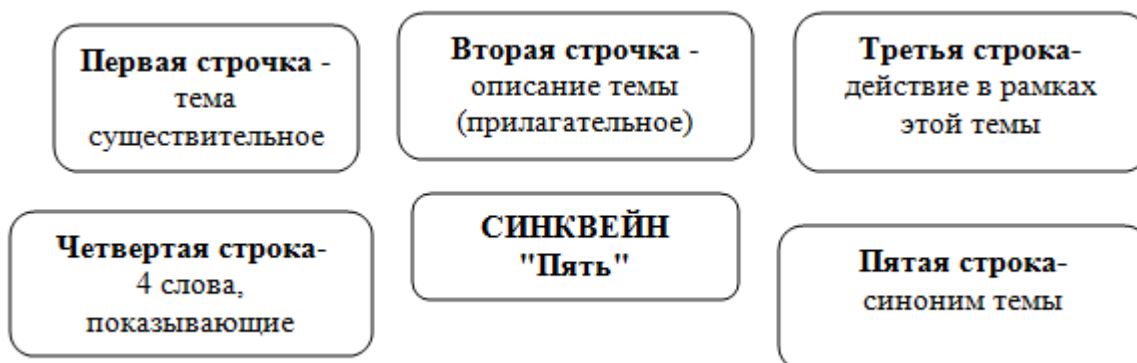 Первая строчка -
тема
существительное
Вторая строчка -
описание темы
(прилагательное)
Третья строка-
действие в рамках
этой темы
Четвертая строка-
4 слова,
показывающие
СИНКВЕЙН
"Пять"
Пятая строка-
синоним темы